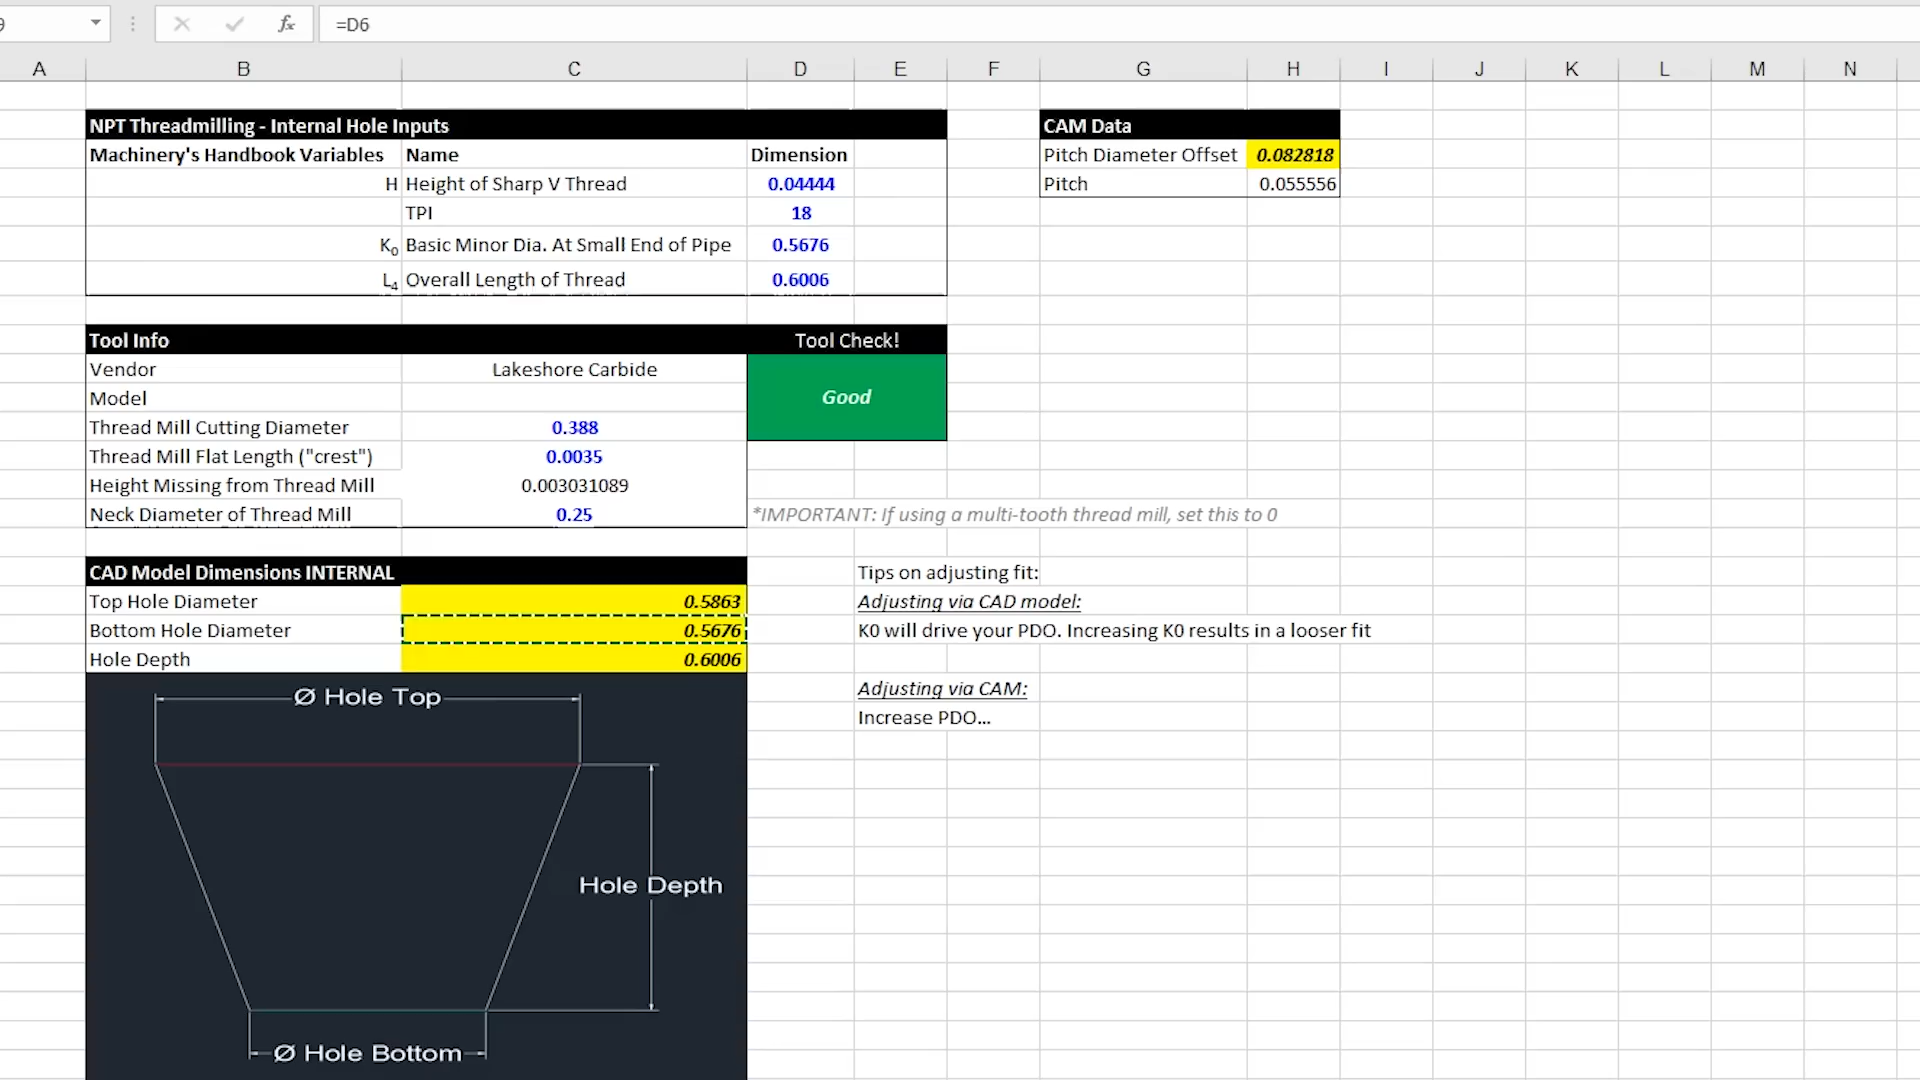 9 =D6
A B C D E F G H I J K L M N
NPT Threadmilling - Internal Hole Inputs CAM Data
Machinery's Handbook Variables Name Dimension Pitch Diameter Offset 0.082818
H Height of Sharp V Thread 0.04444 Pitch 0.055556
TPI 18
K0 Basic Minor Dia. At Small End of Pipe 0.5676
L4 Overall Length of Thread 0.6006
Tool Info Tool Check!
Vendor Lakeshore Carbide
Model Good
Thread Mill Cutting Diameter 0.388
Thread Mill Flat Length ("crest") 0.0035
Height Missing from Thread Mill 0.003031089
Neck Diameter of Thread Mill 0.25 *IMPORTANT: If using a multi-tooth thread mill, set this to 0
CAD Model Dimensions INTERNAL Tips on adjusting fit:
Top Hole Diameter 0.5863 Adjusting via CAD model:
Bottom Hole Diameter 0.5676 K0 will drive your PDO. Increasing K0 results in a looser fit
Hole Depth 0.6006
Adjusting via CAM:
Ø Hole Top Increase PDO...
Hole Depth
Ø Hole Bottom